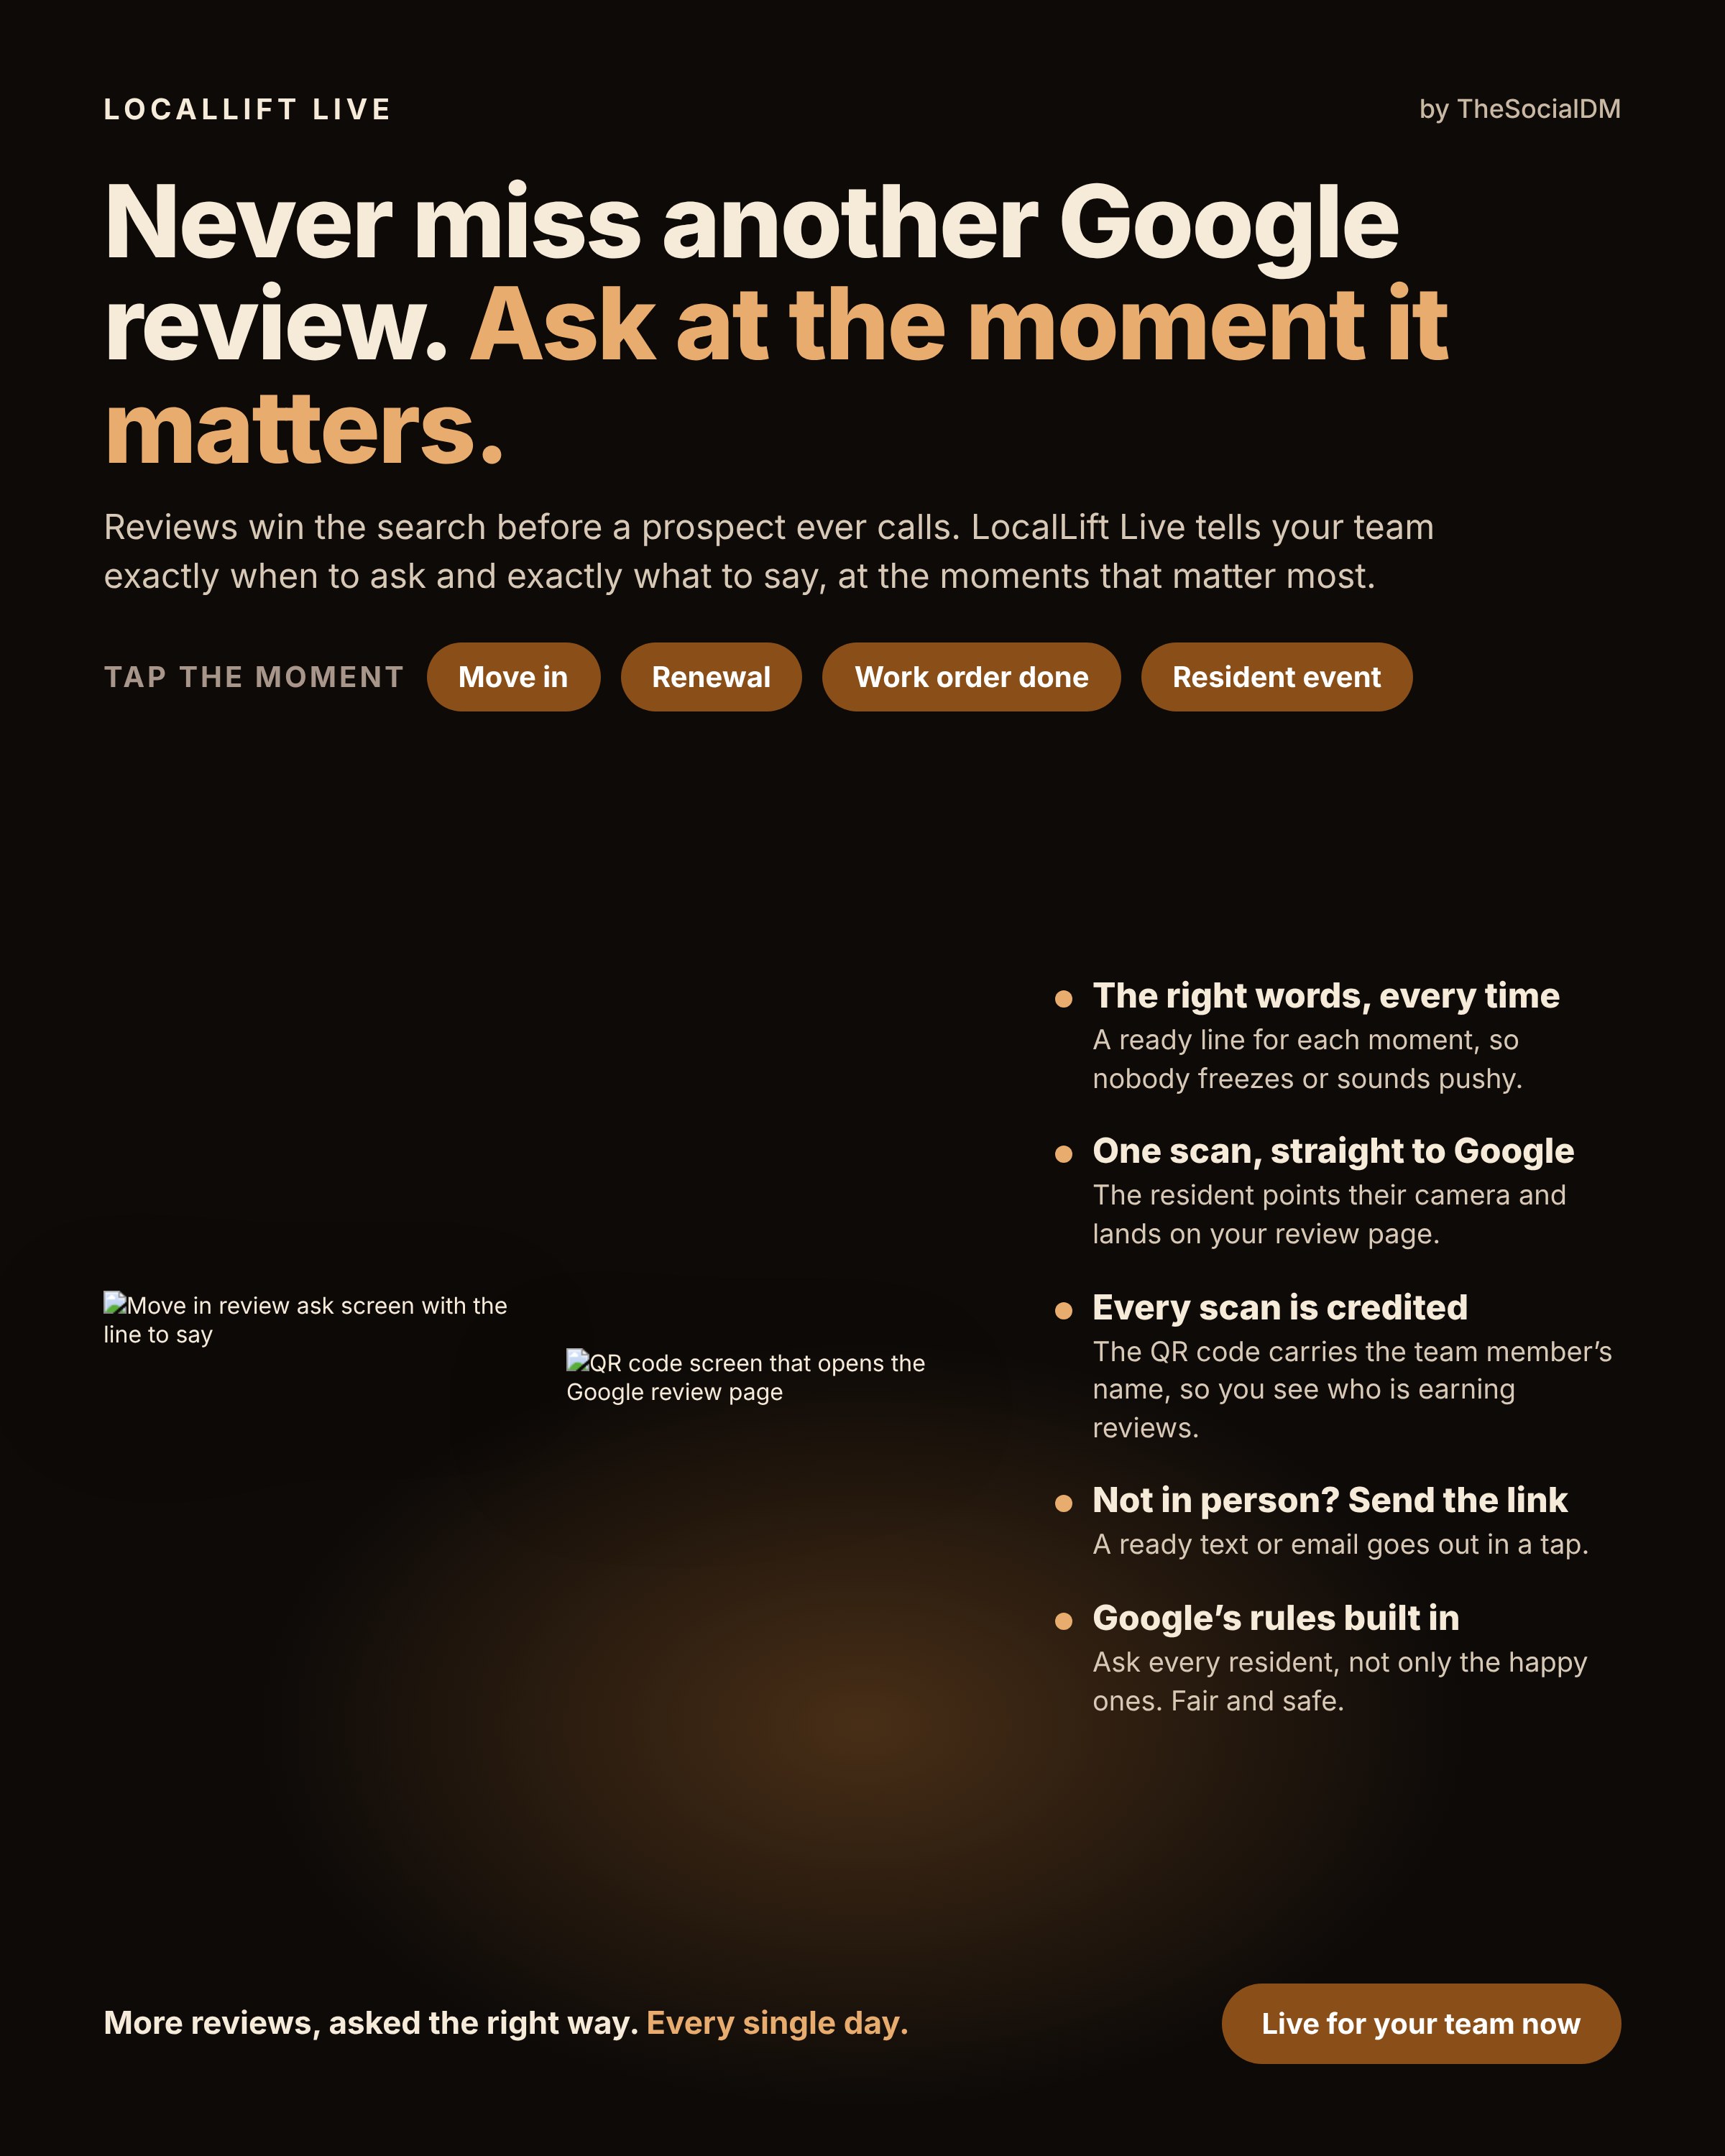 LOCALLIFT LIVE
by TheSocialDM
Never miss another Google
review. Ask at the moment it
matters.
Reviews win the search before a prospect ever calls. LocalLift Live tells your team
exactly when to ask and exactly what to say, at the moments that matter most.
TAP THE MOMENT Move in Renewal Work order done Resident event
The right words, every time
A ready line for each moment, so
nobody freezes or sounds pushy.
One scan, straight to Google
The resident points their camera and
lands on your review page.
Move in review ask screen with the
line to say
QR code screen that opens the
Google review page
Every scan is credited
The QR code carries the team member’s
name, so you see who is earning
reviews.
Not in person? Send the link
A ready text or email goes out in a tap.
Google’s rules built in
Ask every resident, not only the happy
ones. Fair and safe.
More reviews, asked the right way. Every single day.
Live for your team now